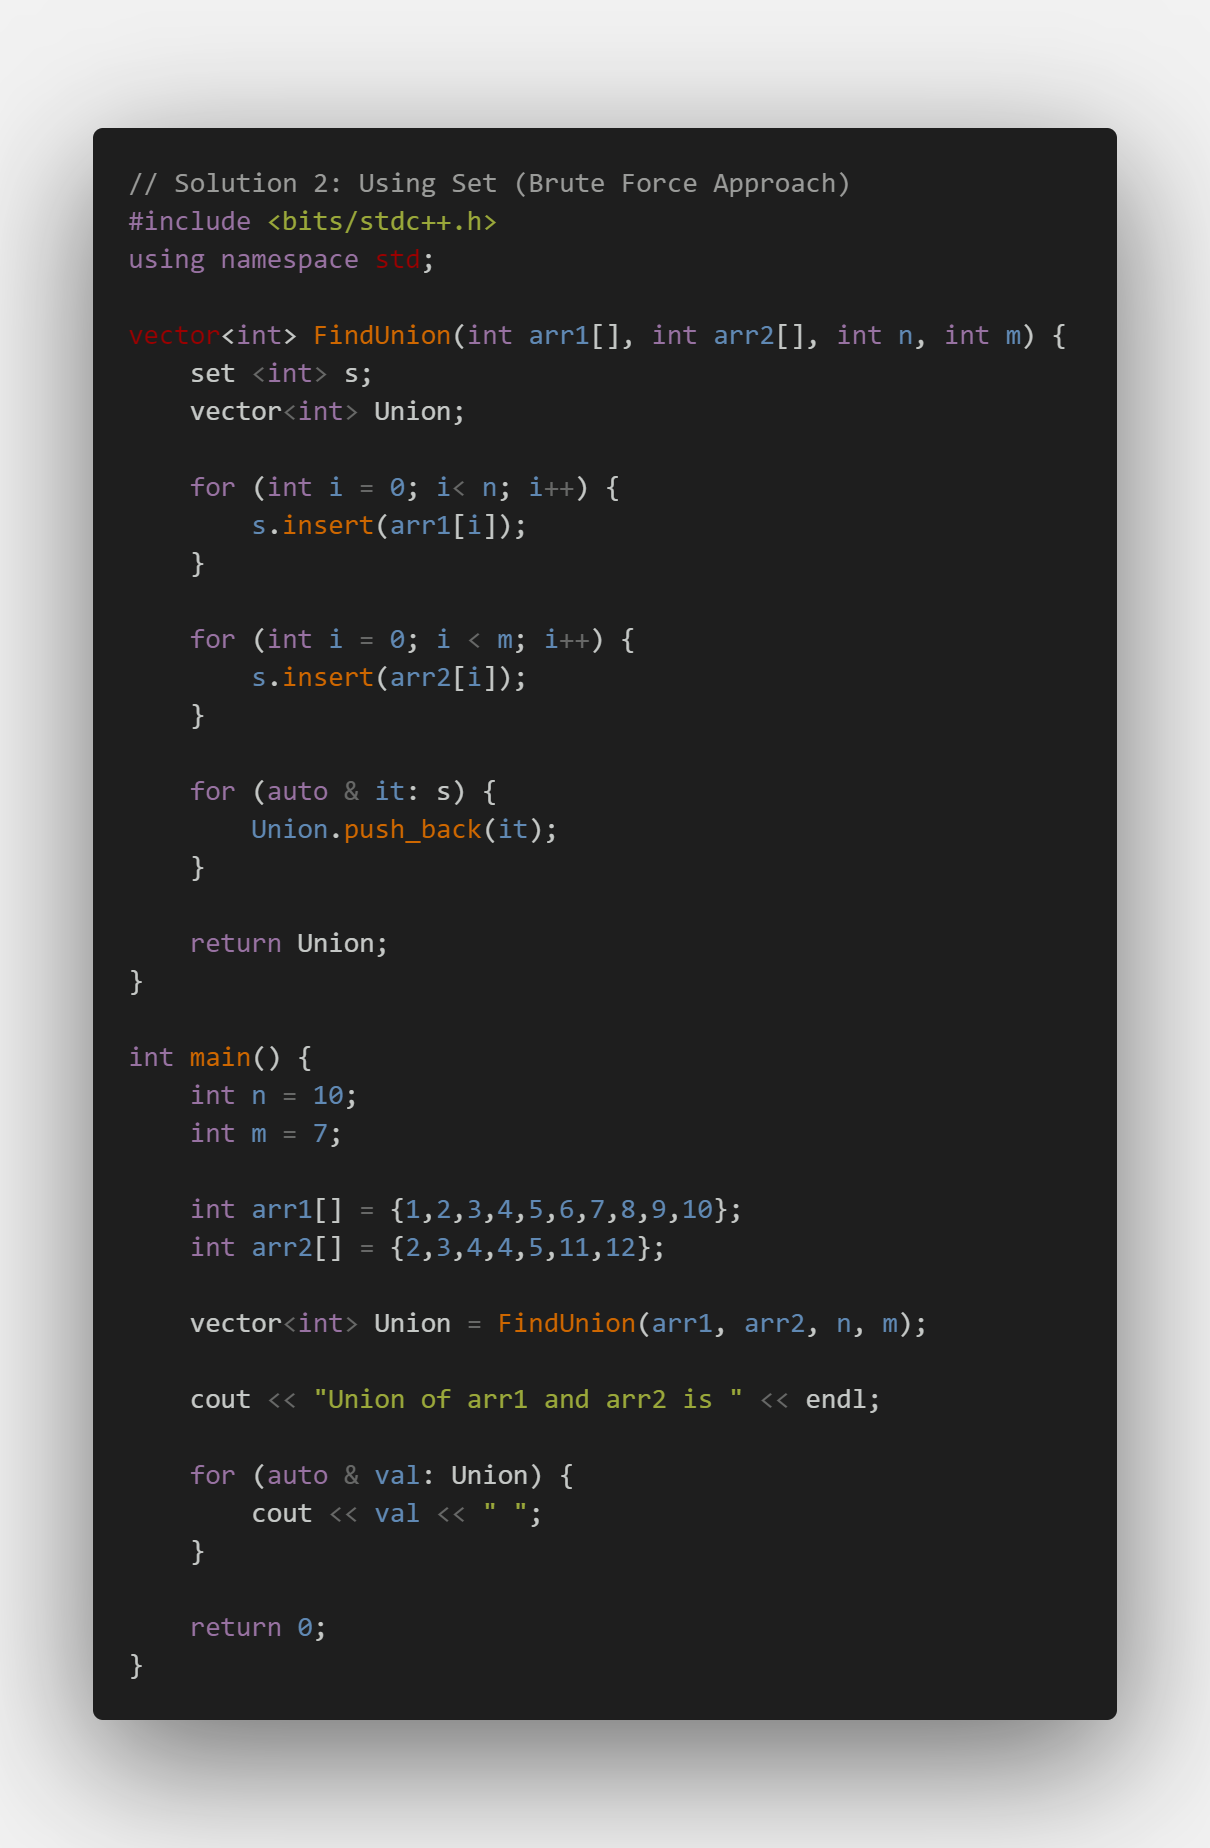 // Solution 2: Using Set (Brute Force Approach)
#include <bits/stdc++.h>
using namespace std;

vector<int> FindUnion(int arr1[], int arr2[], int n, int m) {
    set <int> s;
    vector<int> Union;

    for (int i = 0; i< n; i++) {
        s.insert(arr1[i]);
    }

    for (int i = 0; i < m; i++) {
        s.insert(arr2[i]);
    }

    for (auto & it: s) {
        Union.push_back(it);
    }

    return Union;
}

int main() {
    int n = 10;
    int m = 7;

    int arr1[] = {1,2,3,4,5,6,7,8,9,10};
    int arr2[] = {2,3,4,4,5,11,12};

    vector<int> Union = FindUnion(arr1, arr2, n, m);

    cout << "Union of arr1 and arr2 is " << endl;

    for (auto & val: Union) {
        cout << val << " ";
    }

    return 0;
}